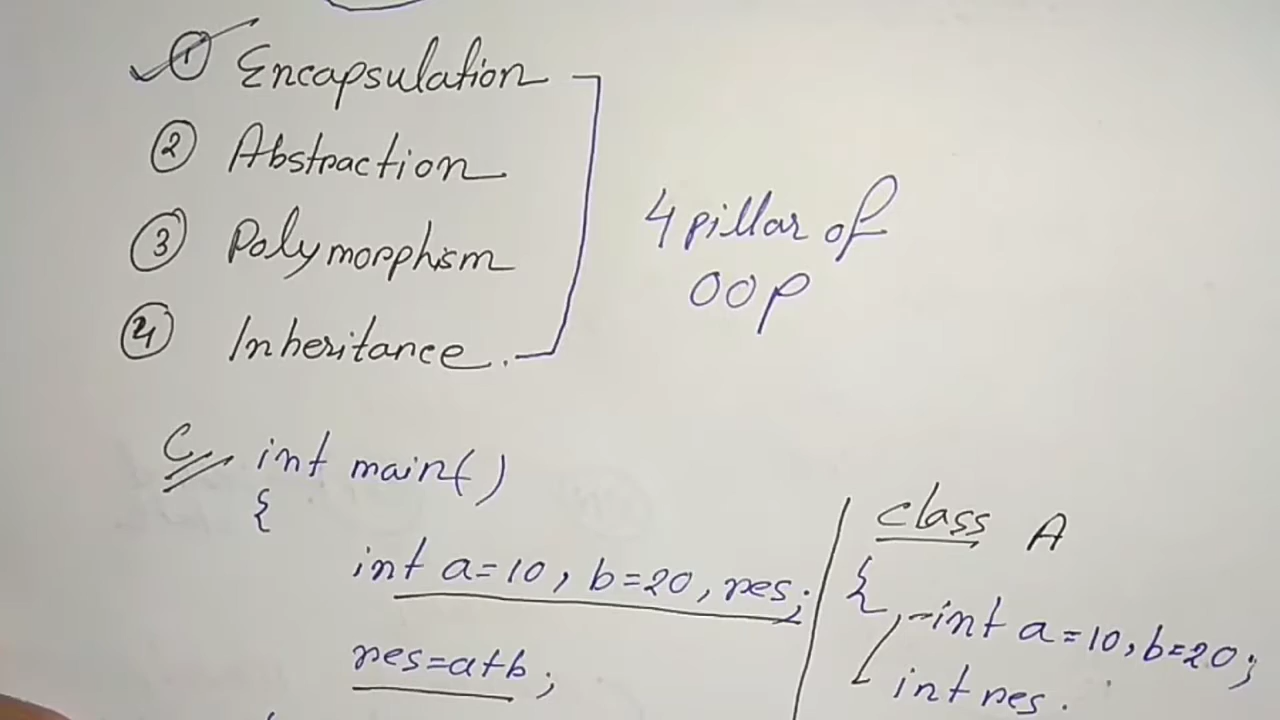 ① Encapsulation
② Abstraction
③ Polymorphism
④ Inheritance.
4 pillar of
OOP
C int main()
{
int a=10, b=20, res;
res=a+b;
class A
{
int a=10, b=20;
int res.